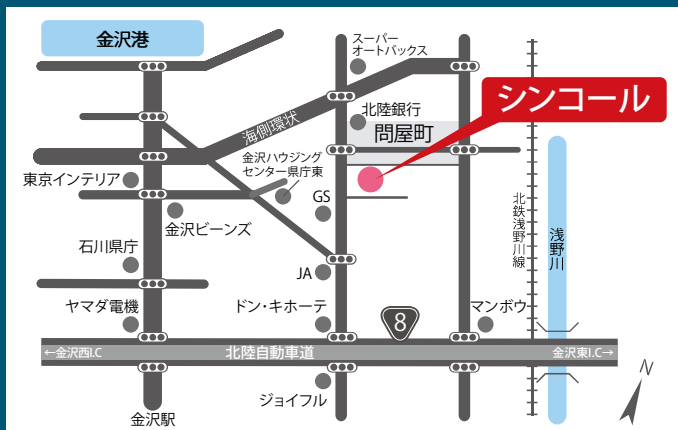 金沢港
スーパー
オートバックス
シンコール
北陸銀行
問屋町
海側環状
金沢ハウジング
センター県庁東
東京インテリア
GS
金沢ビーンズ
北鉄浅野川線
浅野川
石川県庁
JA
ヤマダ電機
ドン・キホーテ
8
マンボウ
←金沢西I.C
北陸自動車道
金沢東I.C→
N
ジョイフル
金沢駅